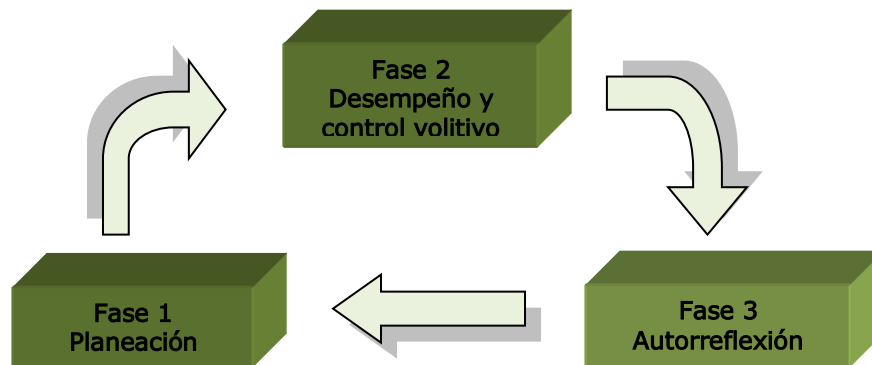 Fase 2
Desempeño y
control volitivo
Fase 1
Planeación
Fase 3
Autorreflexión